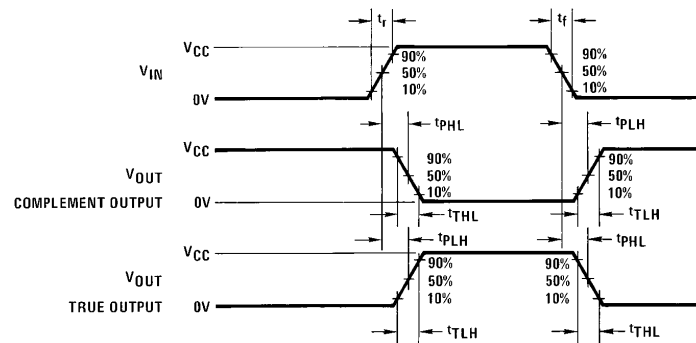 tr
tf
VCC
90%
90%
VIN
50%
50%
10%
10%
0V
tPHL
tPLH
VCC
90%
90%
VOUT
50%
50%
COMPLEMENT OUTPUT
0V
10%
10%
tTHL
tTLH
tPLH
tPHL
VCC
90%
90%
VOUT
50%
50%
TRUE OUTPUT
0V
10%
10%
tTLH
tTHL